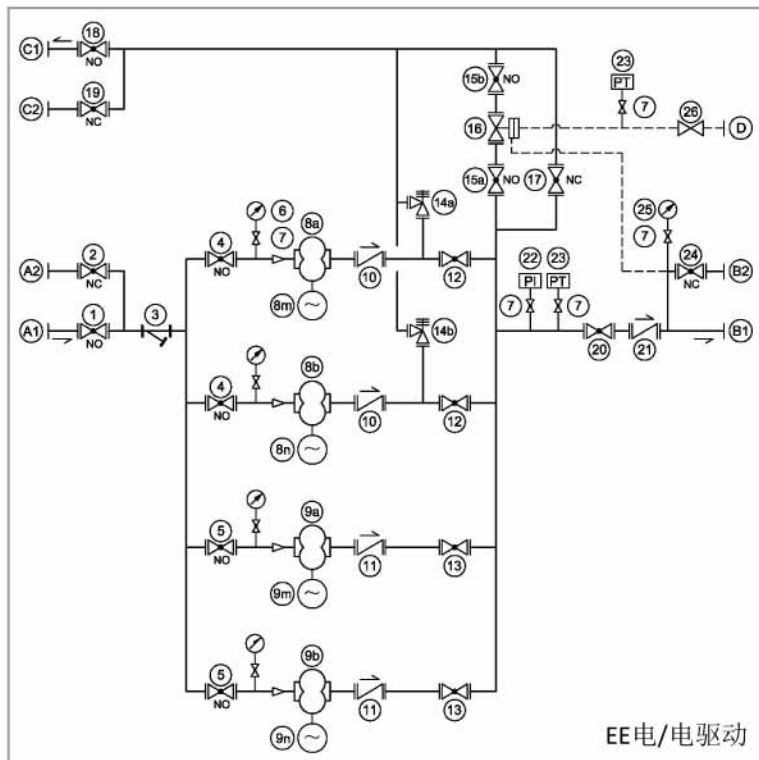 C1 18 NO
C2 19 NC
15b NO
23 PT 7 26 D
16
15a NO 17 NC
6 7 8a 14a 25 7 24 NC B2
A2 2 NC 4 NO 8m 10 12 22 PI 7 23 PT 7
A1 1 NO 3 14b 20 21 B1
4 NO 8b 8n 10 12
5 NO 9a 9m 11 13
5 NO 9b 9n 11 13
EE电/电驱动